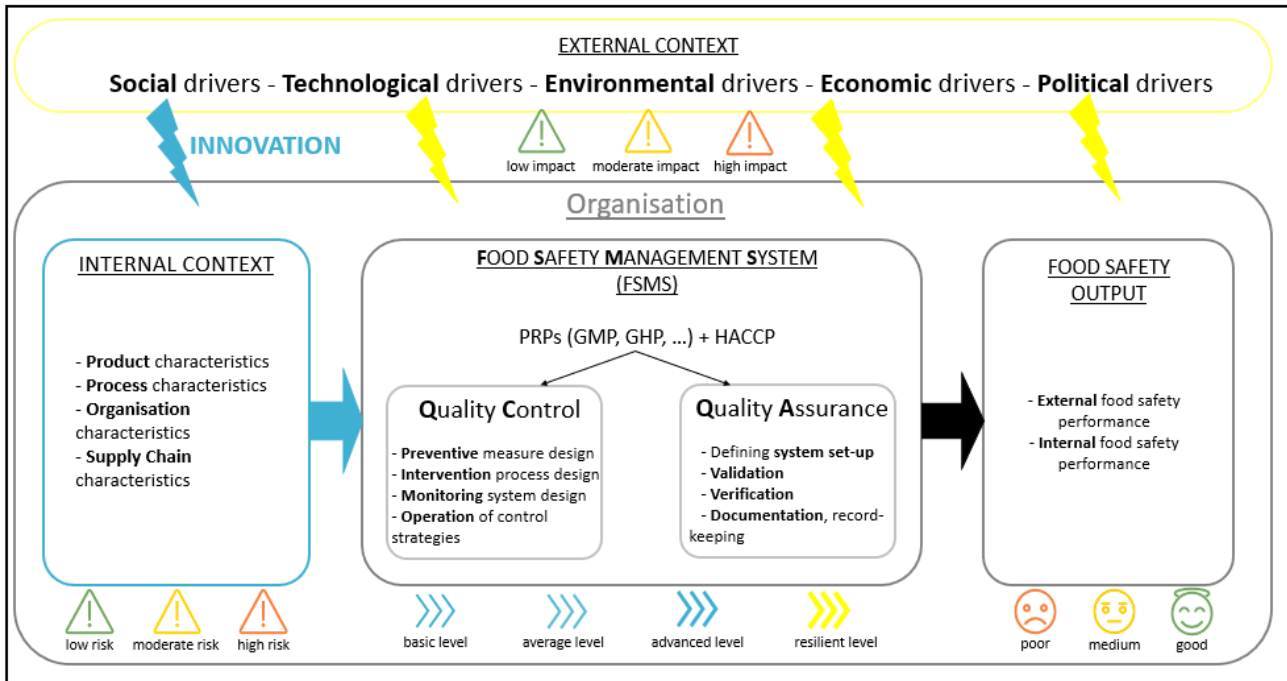 EXTERNAL CONTEXT
Social drivers - Technological drivers - Environmental drivers - Economic drivers - Political drivers
INNOVATION
low impact
moderate impact
high impact
Organisation
INTERNAL CONTEXT
- Product characteristics
- Process characteristics
- Organisation
characteristics
- Supply Chain
characteristics
low risk
moderate risk
high risk
FOOD SAFETY MANAGEMENT SYSTEM
(FSMS)
PRPs (GMP, GHP, ...) + HACCP
Quality Control
- Preventive measure design
- Intervention process design
- Monitoring system design
- Operation of control
strategies
Quality Assurance
- Defining system set-up
- Validation
- Verification
- Documentation, record-
keeping
basic level
average level
advanced level
resilient level
FOOD SAFETY
OUTPUT
- External food safety
performance
- Internal food safety
performance
poor
medium
good